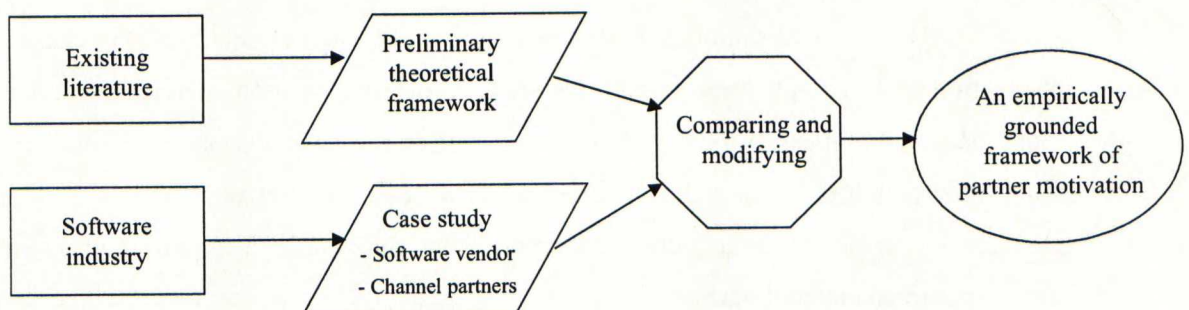 Existing
literature
Preliminary
theoretical
framework
Software
industry
Case study
- Software vendor
- Channel partners
Comparing and
modifying
An
empirically
grounded
framework of
partner motivation